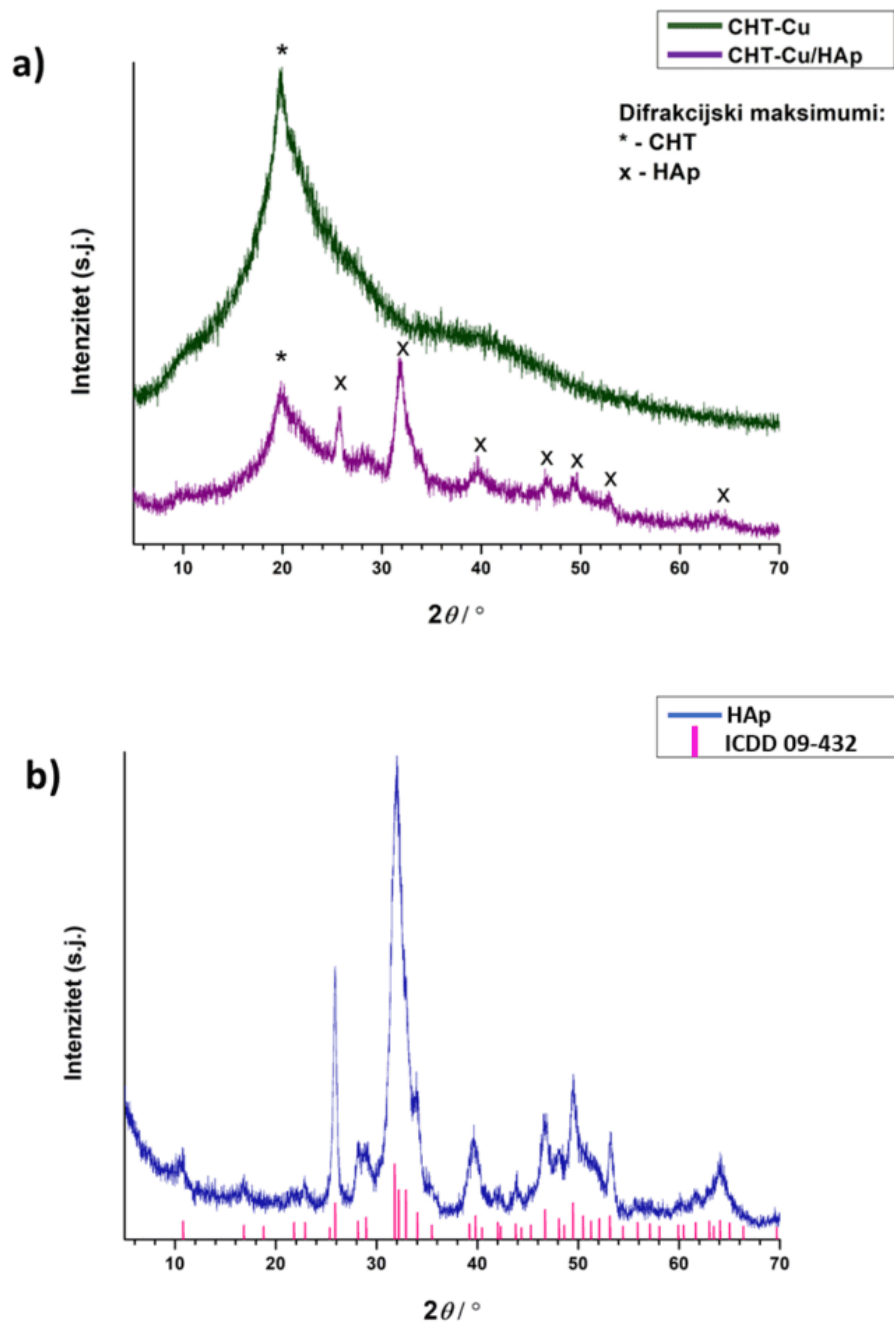 a)
CHT-Cu
CHT-Cu/HAp
Difrakcijski maksimumi:
* - CHT
x - HAp
*
*
x
x
x
x
x
x
x
Intenzitet (s.j.)
10 20 30 40 50 60 70
2θ / °
b)
HAp
ICDD 09-432
Intenzitet (s.j.)
10 20 30 40 50 60 70
2θ / °